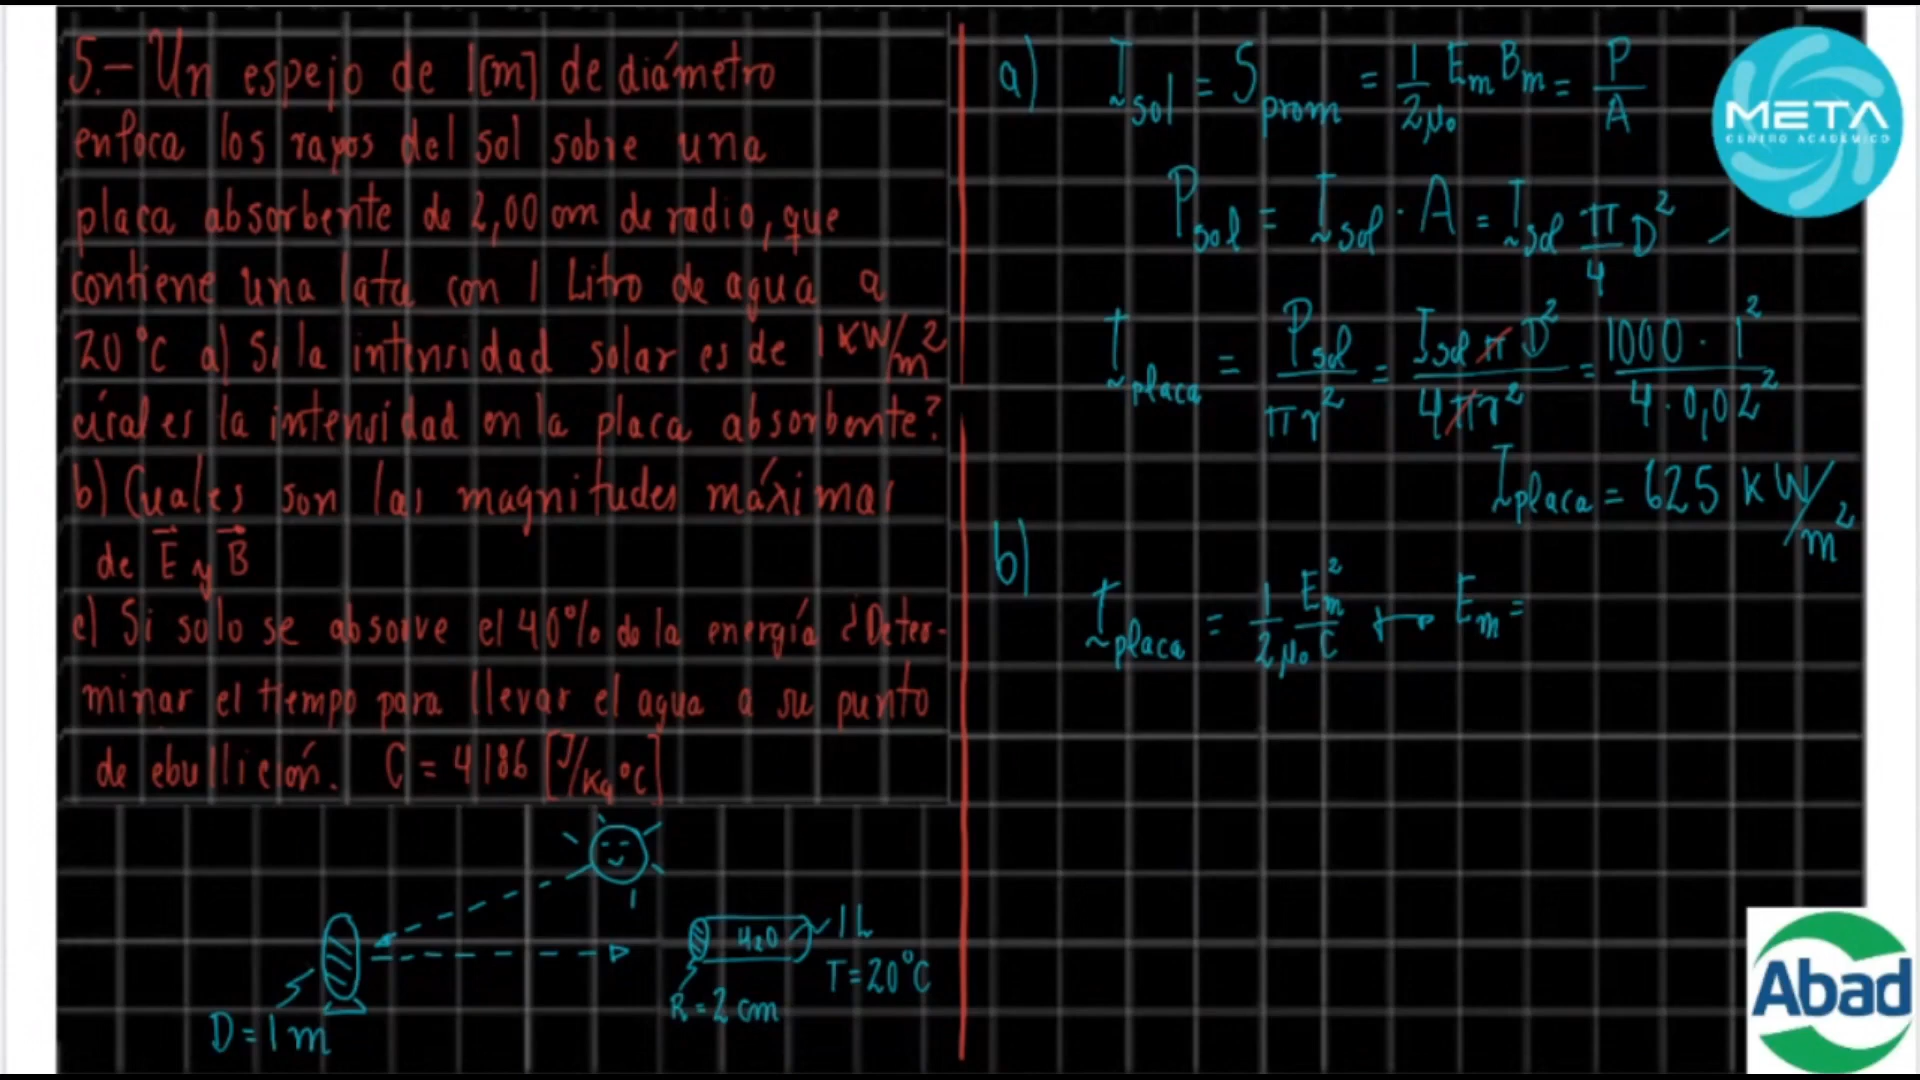 5.- Un espejo de 1[m] de diámetro
enfoca los rayos del sol sobre una
placa absorbente de 2,00 cm de radio, que
contiene una lata con 1 Litro de agua a
20°C a) Si la intensidad solar es de 1 KW/m²
cúal es la intensidad en la placa absorbente?
b) Cuales son las magnitudes máximas
de E⃗ y B⃗
c) Si solo se absorve el 40% de la energía ¿Deter-
minar el tiempo para llevar el agua a su punto
de ebullición. C = 4186 [J/Kg°C]
D = 1 m
H₂O
1 L
T = 20°C
R = 2 cm
a) I sol = S prom = 1/2μ₀ Em Bm = P/A
P sol = I sol · A = I sol π/4 D²
I placa = P sol/πr² = I sol π D²/4πr² = 1000 · 1²/4 · 0,02²
I placa = 625 KW/m²
b) I placa = 1/2μ₀ Em²/C ↦ Em =
META
CENTRO ACADÉMICO
Abad